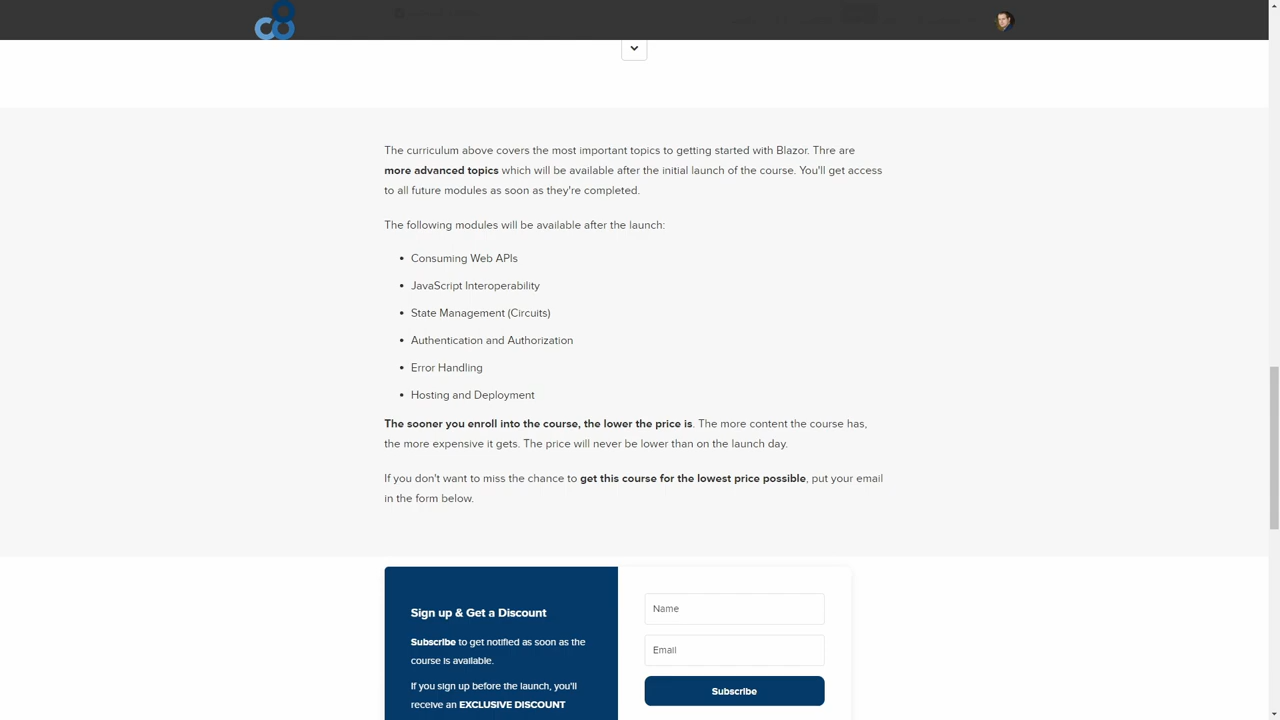 The curriculum above covers the most important topics to getting started with Blazor. Thre are
more advanced topics which will be available after the initial launch of the course. You'll get access
to all future modules as soon as they're completed.
The following modules will be available after the launch:
• Consuming Web APIs
• JavaScript Interoperability
• State Management (Circuits)
• Authentication and Authorization
• Error Handling
• Hosting and Deployment
The sooner you enroll into the course, the lower the price is. The more content the course has,
the more expensive it gets. The price will never be lower than on the launch day.
If you don't want to miss the chance to get this course for the lowest price possible, put your email
in the form below.
Sign up & Get a Discount
Subscribe to get notified as soon as the
course is available.
If you sign up before the launch, you'll
receive an EXCLUSIVE DISCOUNT
Name
Email
Subscribe